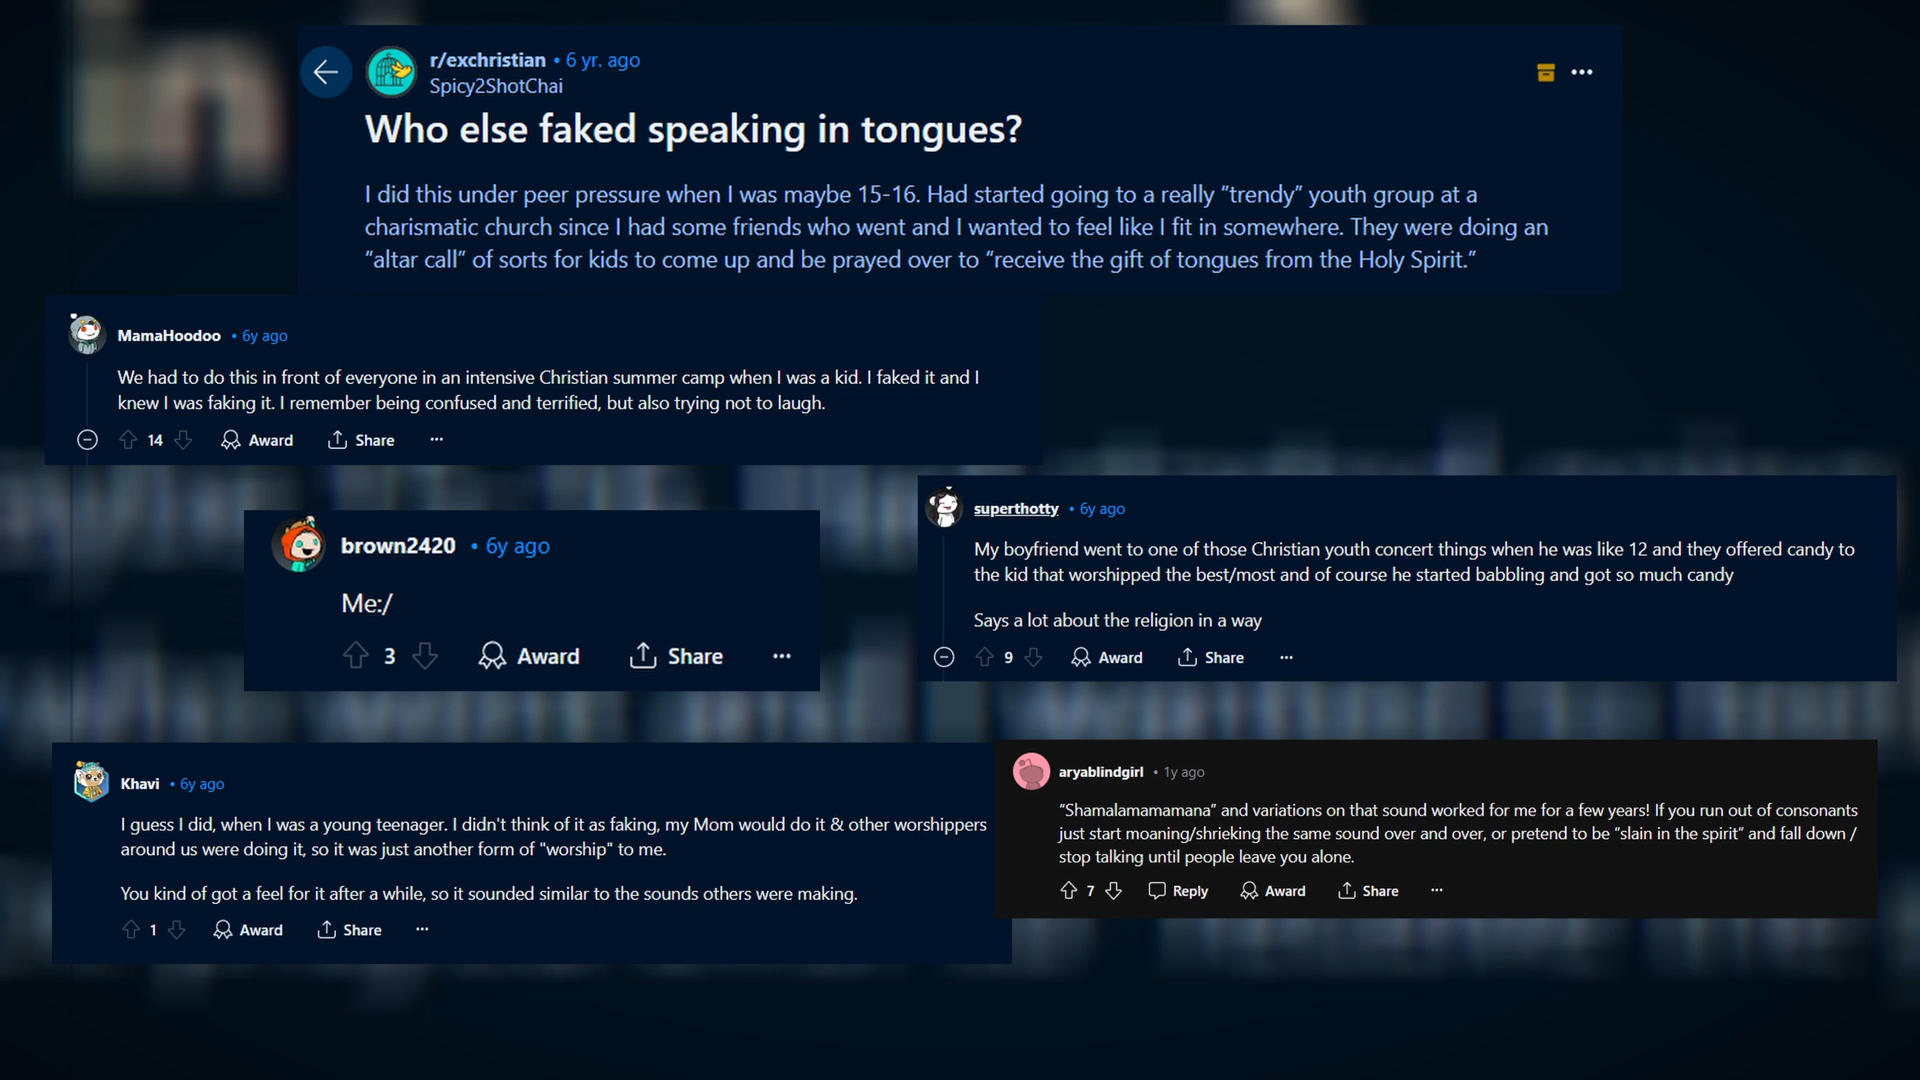 r/exchristian • 6 yr. ago
Spicy2ShotChai
Who else faked speaking in tongues?
I did this under peer pressure when I was maybe 15-16. Had started going to a really “trendy” youth group at a
charismatic church since I had some friends who went and I wanted to feel like I fit in somewhere. They were doing an
“altar call” of sorts for kids to come up and be prayed over to “receive the gift of tongues from the Holy Spirit.”
MamaHoodoo • 6y ago
We had to do this in front of everyone in an intensive Christian summer camp when I was a kid. I faked it and I
knew I was faking it. I remember being confused and terrified, but also trying not to laugh.
14 Award Share ...
brown2420 • 6y ago
Me:/
3 Award Share ...
superthotty • 6y ago
My boyfriend went to one of those Christian youth concert things when he was like 12 and they offered candy to
the kid that worshipped the best/most and of course he started babbling and got so much candy
Says a lot about the religion in a way
9 Award Share ...
Khavi • 6y ago
I guess I did, when I was a young teenager. I didn't think of it as faking, my Mom would do it & other worshippers
around us were doing it, so it was just another form of "worship" to me.
You kind of got a feel for it after a while, so it sounded similar to the sounds others were making.
1 Award Share ...
aryablindgirl • 1y ago
“Shamalamamamana” and variations on that sound worked for me for a few years! If you run out of consonants
just start moaning/shrieking the same sound over and over, or pretend to be “slain in the spirit” and fall down /
stop talking until people leave you alone.
7 Reply Award Share ...